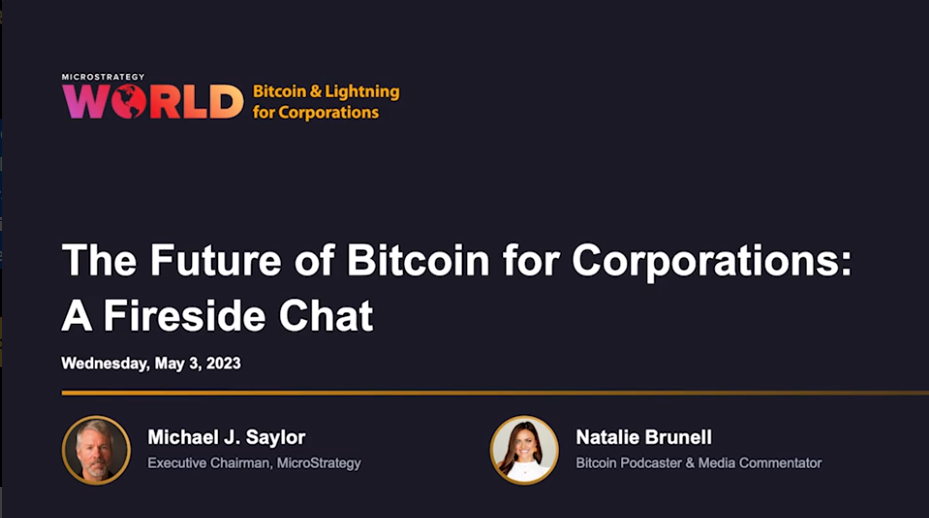 MICROSTRATEGY
WORLD
Bitcoin & Lightning
for Corporations
The Future of Bitcoin for Corporations:
A Fireside Chat
Wednesday, May 3, 2023
Michael J. Saylor
Executive Chairman, MicroStrategy
Natalie Brunell
Bitcoin Podcaster & Media Commentator